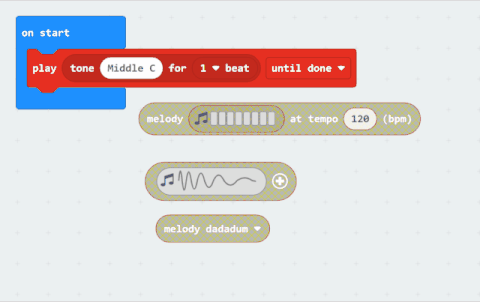 on start
play tone Middle C for 1 beat until done
melody at tempo 120 (bpm)
melody dadadum